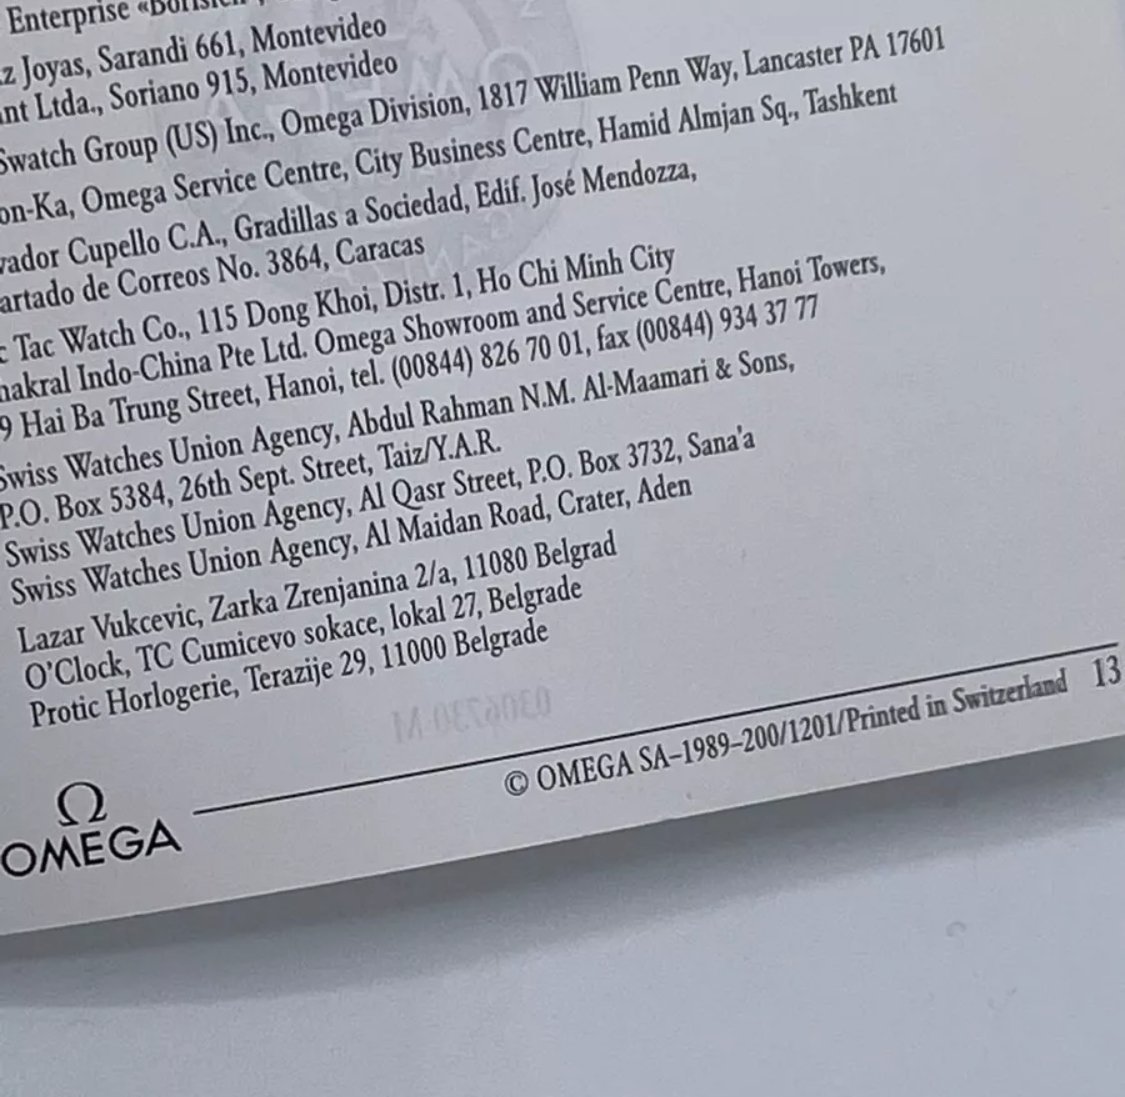 Enterprise
z Joyas, Sarandi 661, Montevideo
nt Ltda., Soriano 915, Montevideo
Swatch Group (US) Inc., Omega Division, 1817 William Penn Way, Lancaster PA 17601
on-Ka, Omega Service Centre, City Business Centre, Hamid Almjan Sq., Tashkent
vador Cupello C.A., Gradillas a Sociedad, Edif. José Mendozza,
artado de Correos No. 3864, Caracas
c Tac Watch Co., 115 Dong Khoi, Distr. 1, Ho Chi Minh City
hakral Indo-China Pte Ltd. Omega Showroom and Service Centre, Hanoi Towers,
9 Hai Ba Trung Street, Hanoi, tel. (00844) 826 70 01, fax (00844) 934 37 77
Swiss Watches Union Agency, Abdul Rahman N.M. Al-Maamari & Sons,
P.O. Box 5384, 26th Sept. Street, Taiz/Y.A.R.
Swiss Watches Union Agency, Al Qasr Street, P.O. Box 3732, Sana'a
Swiss Watches Union Agency, Al Maidan Road, Crater, Aden
Lazar Vukcevic, Zarka Zrenjanina 2/a, 11080 Belgrad
O'Clock, TC Cumicevo sokace, lokal 27, Belgrade
Protic Horlogerie, Terazije 29, 11000 Belgrade
© OMEGA SA–1989–200/1201/Printed in Switzerland 13
Ω
OMEGA